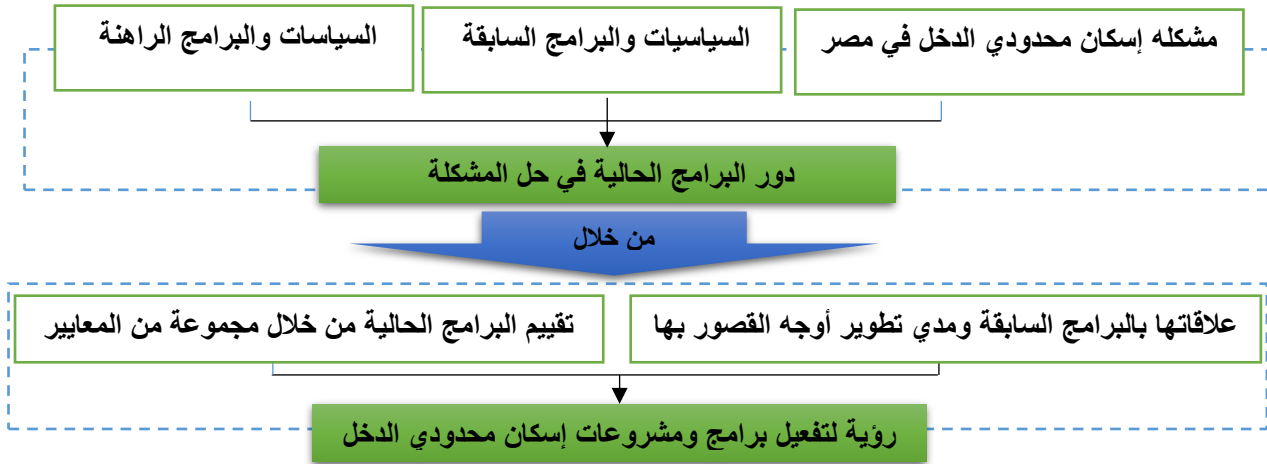 مشكله إسكان محدودي الدخل في مصر
السياسيات والبرامج السابقة
السياسات والبرامج الراهنة
دور البرامج الحالية في حل المشكلة
من خلال
علاقاتها بالبرامج السابقة ومدي تطوير أوجه القصور بها
تقييم البرامج الحالية من خلال مجموعة من المعايير
رؤية لتفعيل برامج ومشروعات إسكان محدودي الدخل